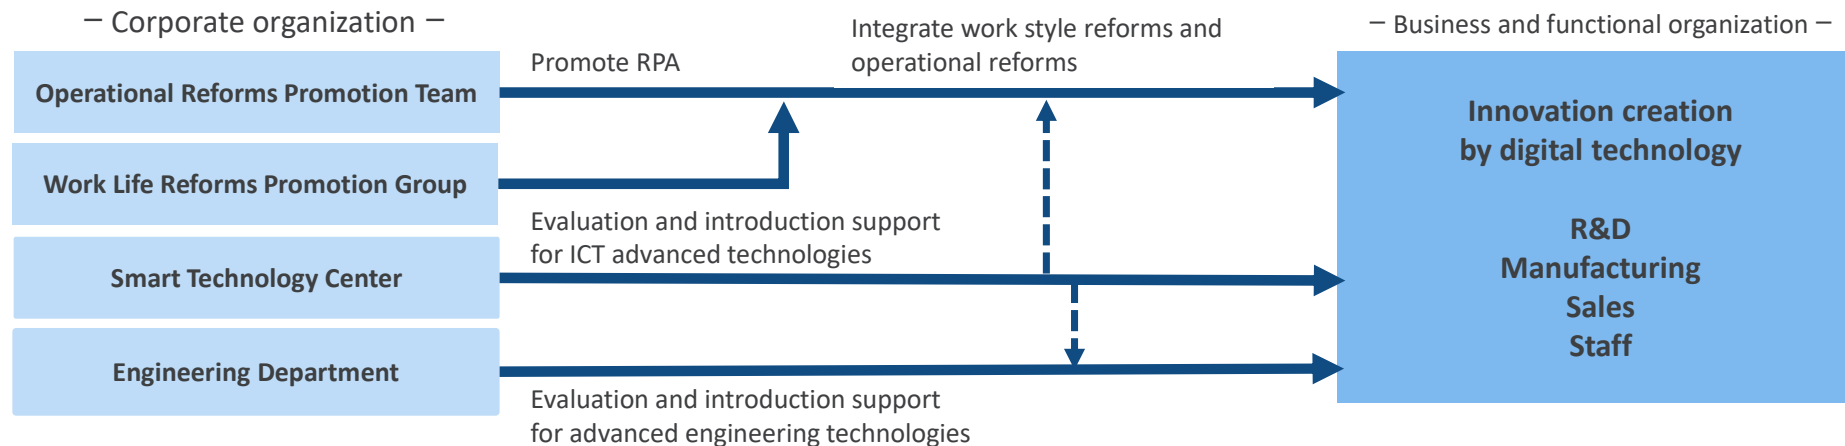 – Corporate organization –
Operational Reforms Promotion Team
Work Life Reforms Promotion Group
Smart Technology Center
Engineering Department
Promote RPA
Integrate work style reforms and
operational reforms
Evaluation and introduction support
for ICT advanced technologies
Evaluation and introduction support
for advanced engineering technologies
– Business and functional organization –
Innovation creation
by digital technology
R&D
Manufacturing
Sales
Staff